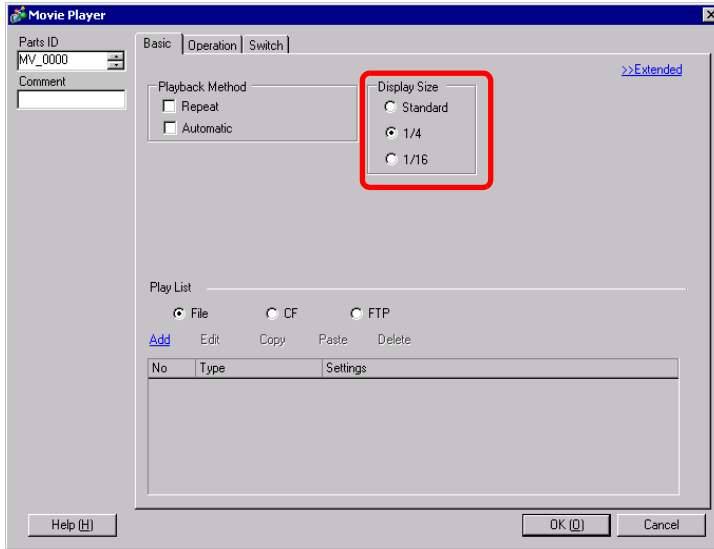 Movie Player
Parts ID
MV_0000
Comment
Basic Operation Switch
>>Extended
Playback Method
Repeat
Automatic
Display Size
Standard
1/4
1/16
Play List
File CF FTP
Add Edit Copy Paste Delete
No Type Settings
Help (H) OK (O) Cancel